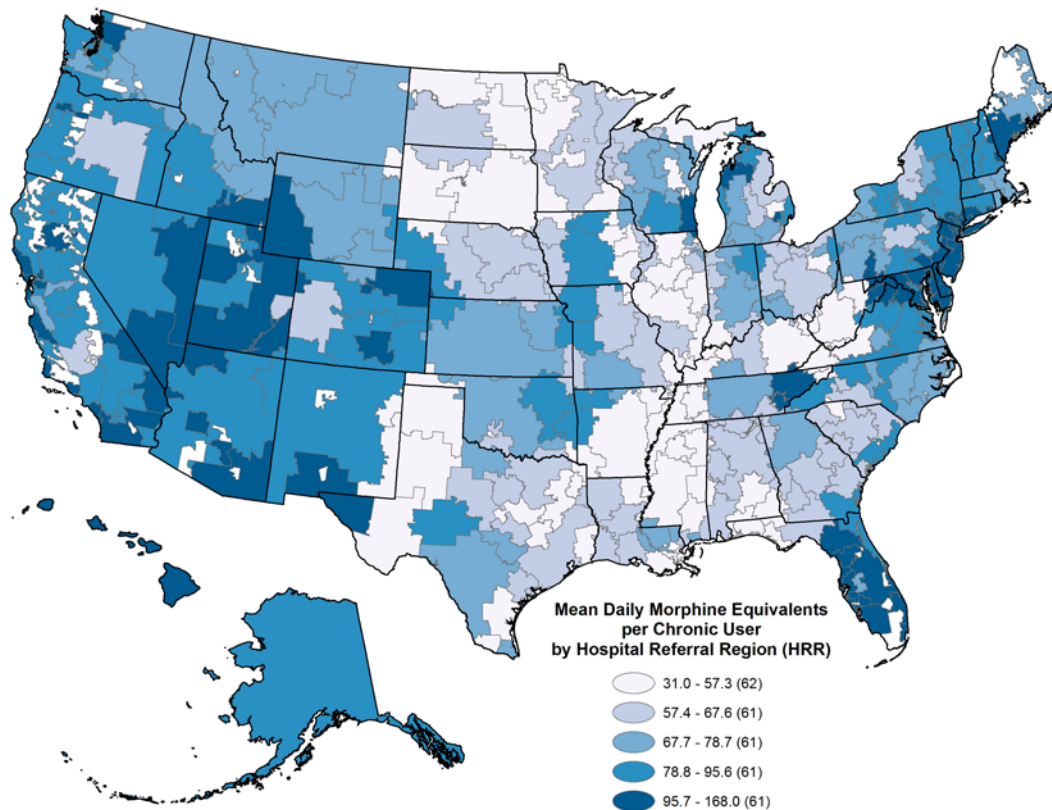 Mean Daily Morphine Equivalents
per Chronic User
by Hospital Referral Region (HRR)
31.0 - 57.3 (62)
57.4 - 67.6 (61)
67.7 - 78.7 (61)
78.8 - 95.6 (61)
95.7 - 168.0 (61)